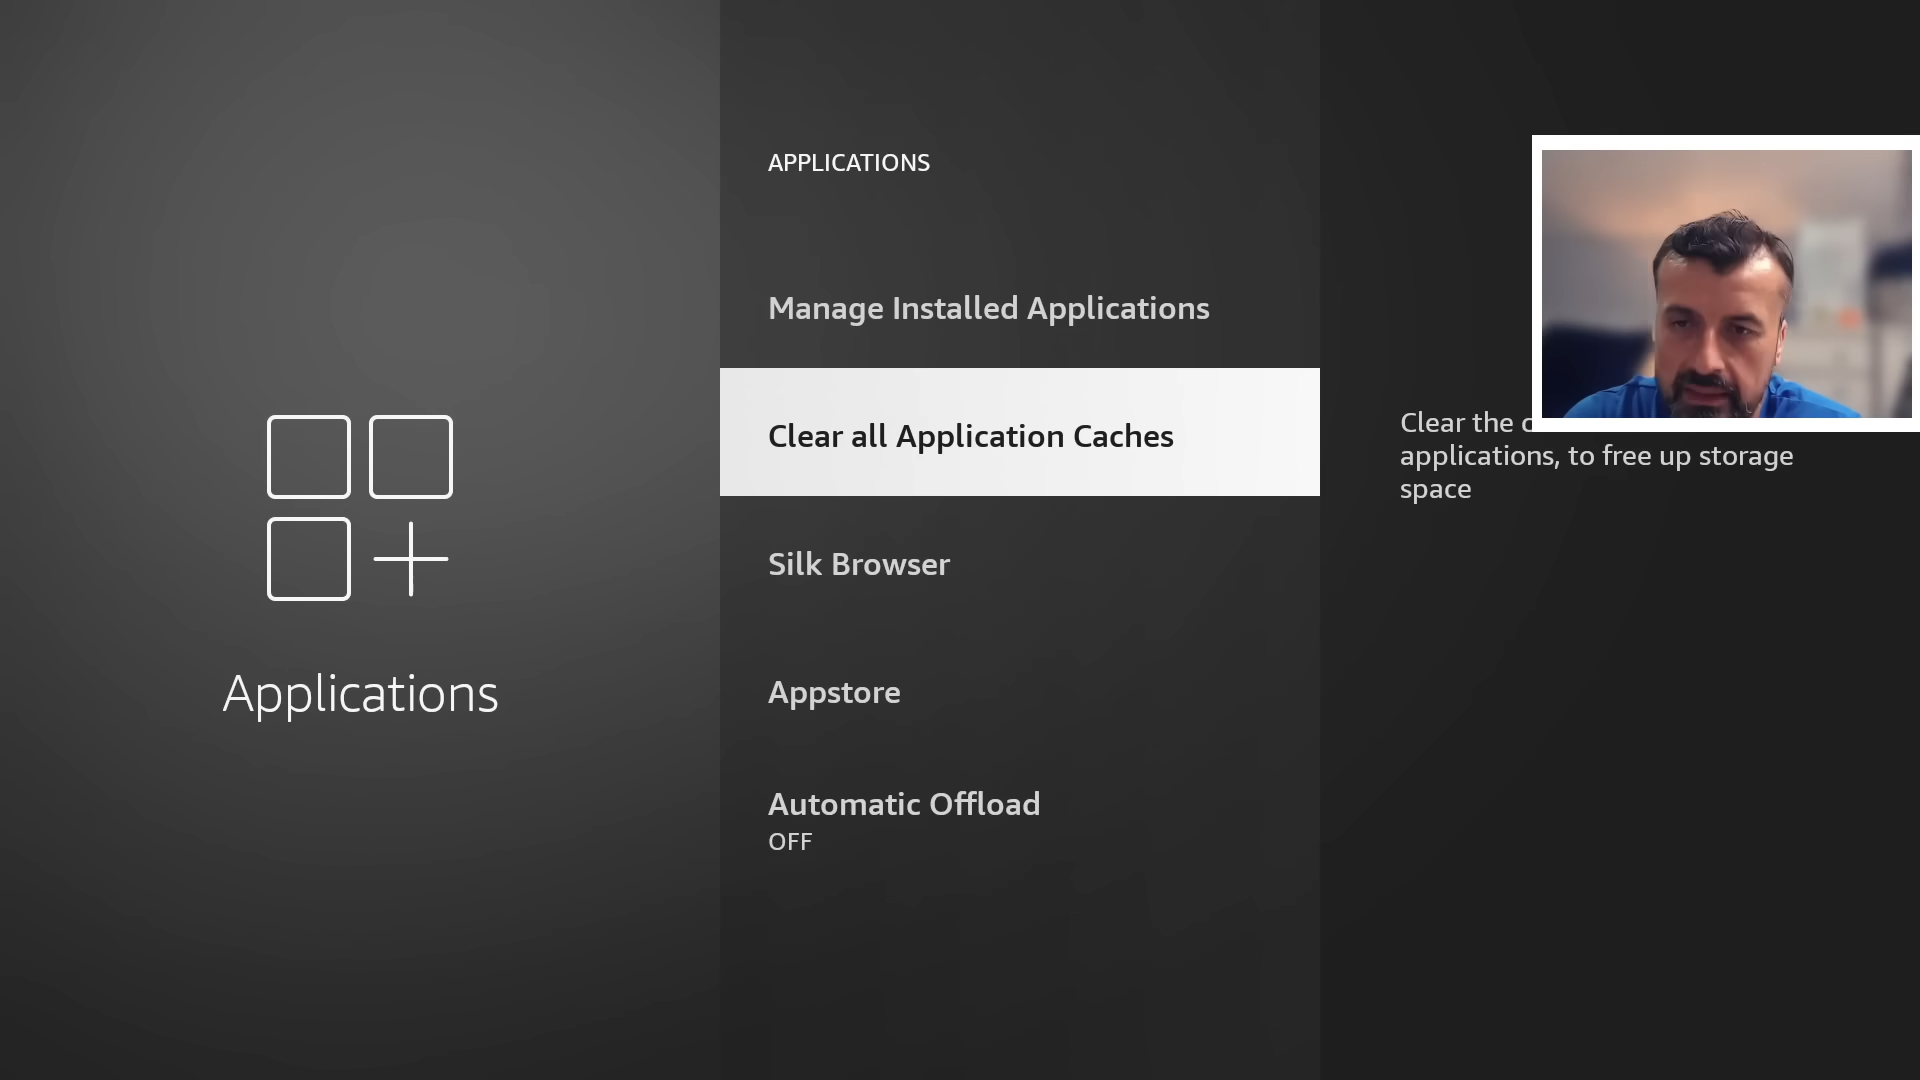 APPLICATIONS
Manage Installed Applications
Clear all Application Caches
Silk Browser
Appstore
Automatic Offload
OFF
Applications
Clear the
applications, to free up storage
space